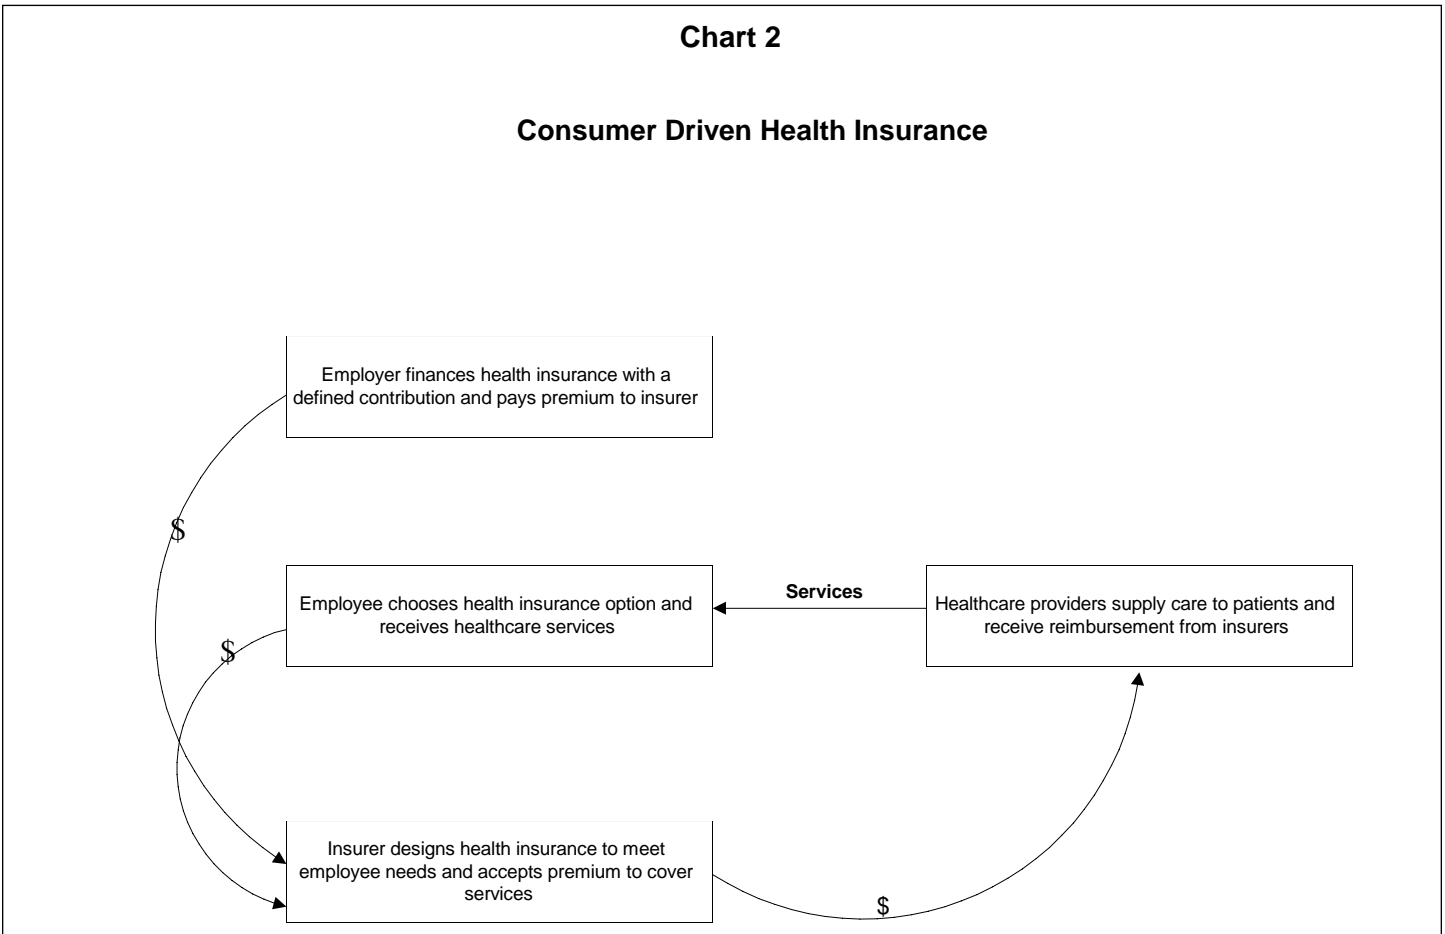 Chart 2
Consumer Driven Health Insurance
Employer finances health insurance with a
defined contribution and pays premium to insurer
$
Services
Employee chooses health insurance option and
receives healthcare services
Healthcare providers supply care to patients and
receive reimbursement from insurers
$
Insurer designs health insurance to meet
employee needs and accepts premium to cover
services
$